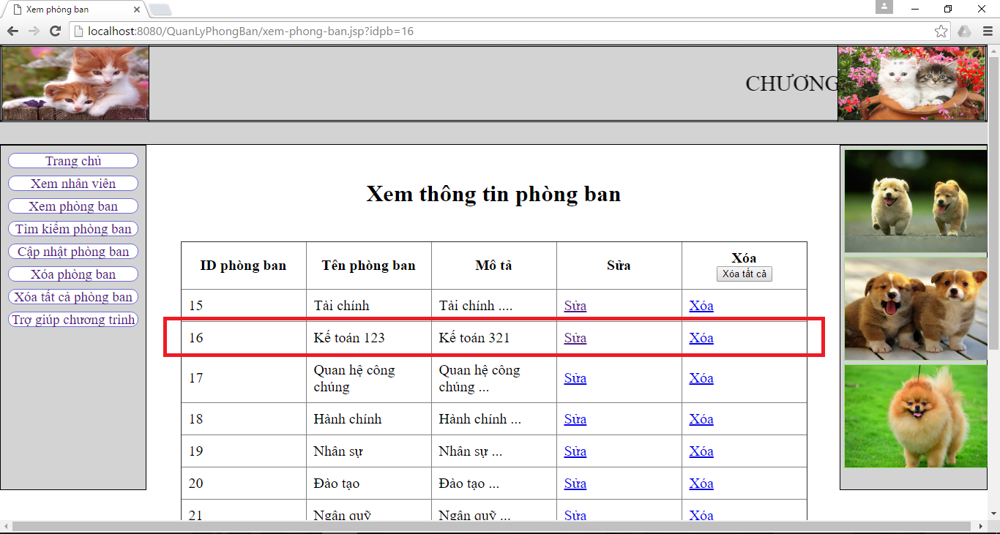 Xem phòng ban
localhost:8080/QuanLyPhongBan/xem-phong-ban.jsp?idpb=16
CHƯƠNG
Trang chủ
Xem nhân viên
Xem phòng ban
Tìm kiếm phòng ban
Cập nhật phòng ban
Xóa phòng ban
Xóa tất cả phòng ban
Trợ giúp chương trình
Xem thông tin phòng ban
ID phòng ban Tên phòng ban Mô tả Sửa Xóa
Xóa tất cả
15 Tài chính Tài chính .... Sửa Xóa
16 Kế toán 123 Kế toán 321 Sửa Xóa
17 Quan hệ công chúng Quan hệ công chúng ... Sửa Xóa
18 Hành chính Hành chính ... Sửa Xóa
19 Nhân sự Nhân sự ... Sửa Xóa
20 Đào tạo Đào tạo ... Sửa Xóa
21 Ngân quỹ Ngân quỹ ... Sửa Xóa